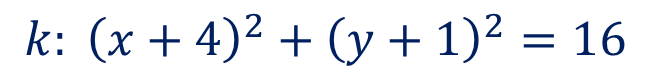 k: (x + 4)² + (y + 1)² = 16